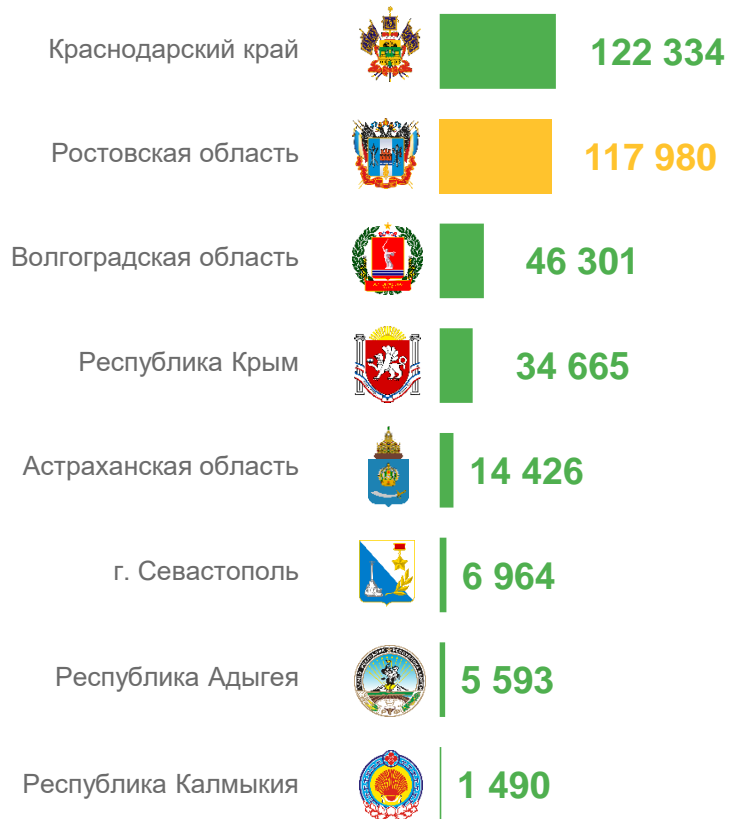 Краснодарский край 122 334
Ростовская область 117 980
Волгоградская область 46 301
Республика Крым 34 665
Астраханская область 14 426
г. Севастополь 6 964
Республика Адыгея 5 593
Республика Калмыкия 1 490